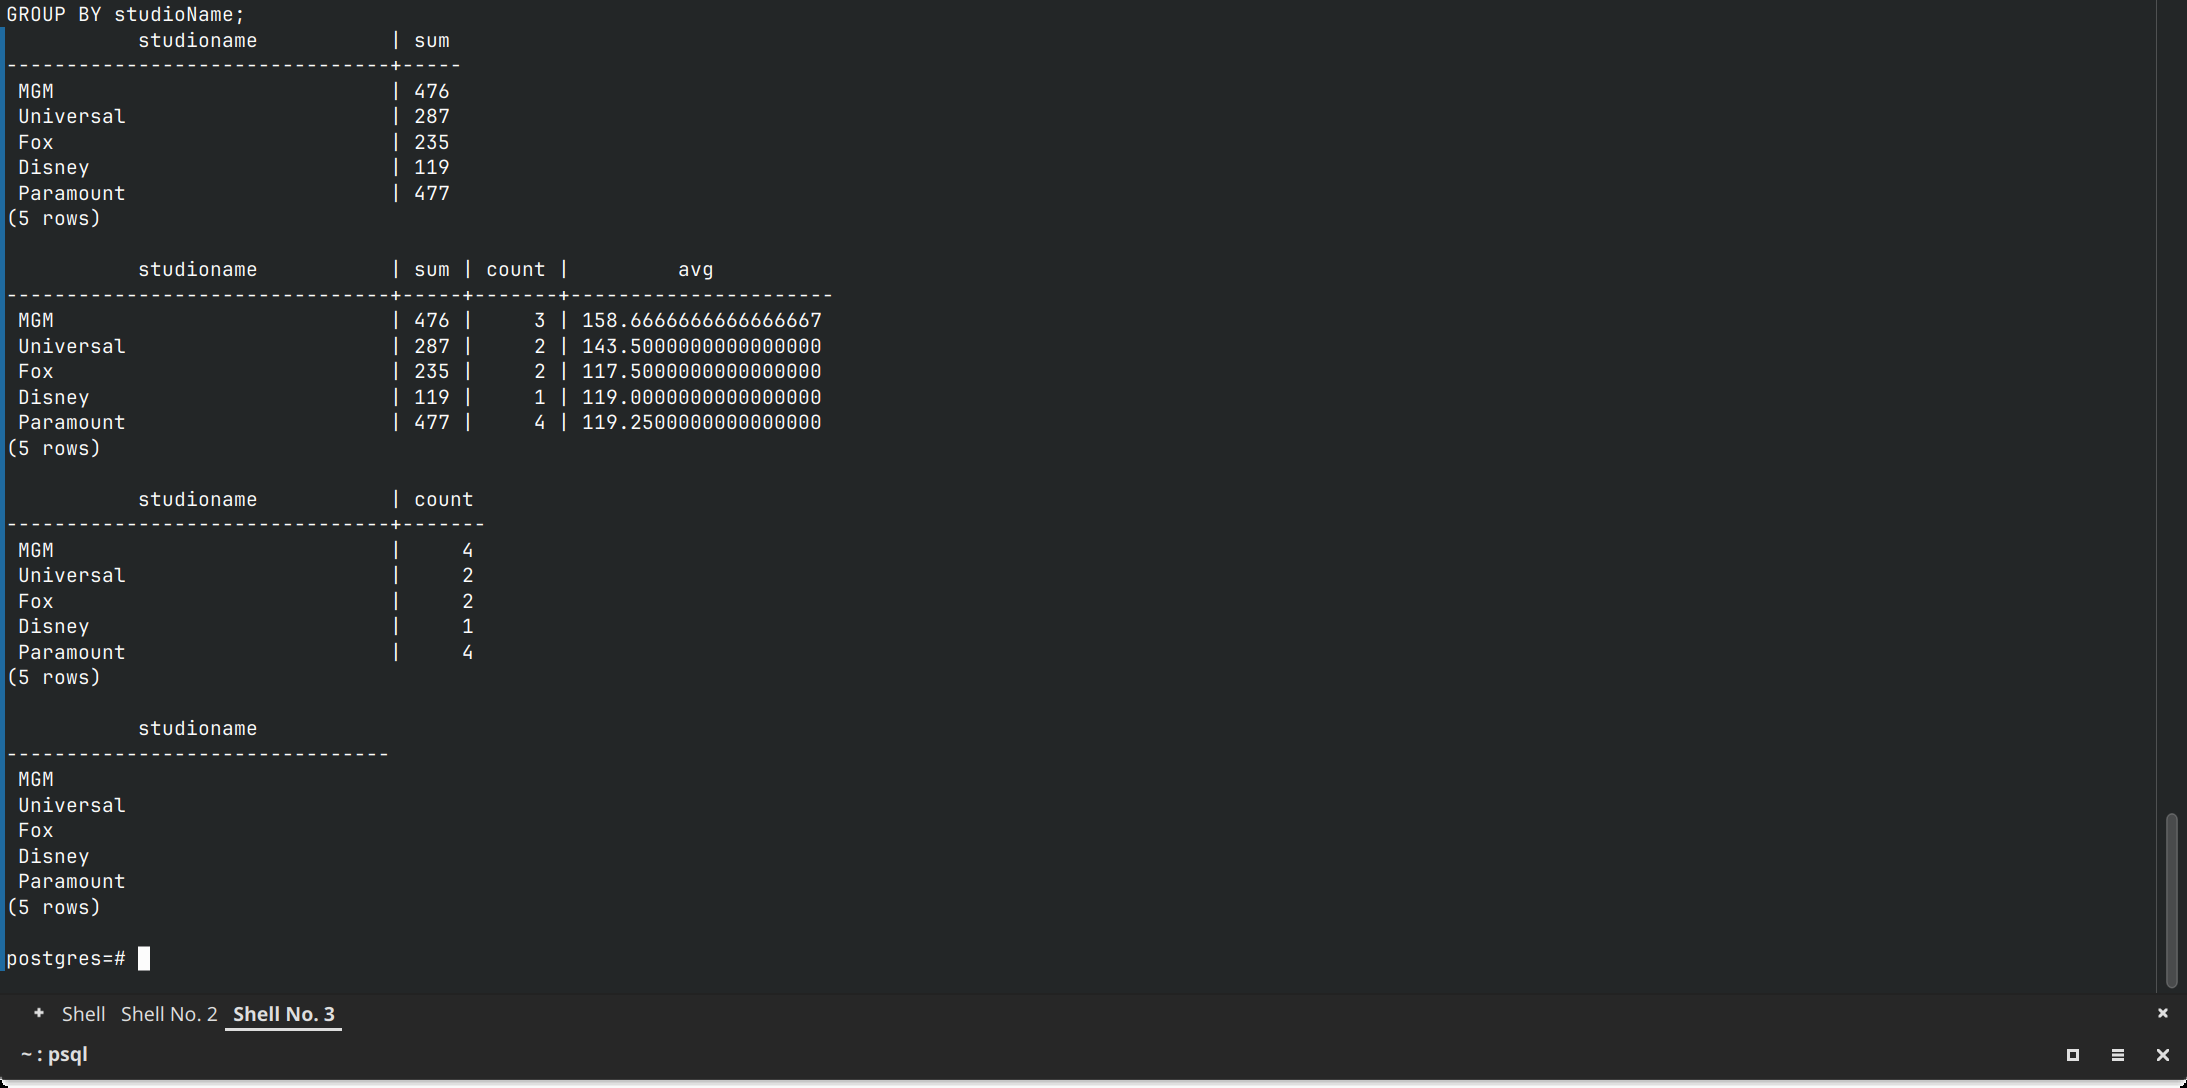 GROUP BY studioName;
           studioname           | sum
--------------------------------+-----
 MGM                            | 476
 Universal                      | 287
 Fox                            | 235
 Disney                         | 119
 Paramount                      | 477
(5 rows)

           studioname           | sum | count |         avg
--------------------------------+-----+-------+----------------------
 MGM                            | 476 |     3 | 158.6666666666666667
 Universal                      | 287 |     2 | 143.5000000000000000
 Fox                            | 235 |     2 | 117.5000000000000000
 Disney                         | 119 |     1 | 119.0000000000000000
 Paramount                      | 477 |     4 | 119.2500000000000000
(5 rows)

           studioname           | count
--------------------------------+-------
 MGM                            |     4
 Universal                      |     2
 Fox                            |     2
 Disney                         |     1
 Paramount                      |     4
(5 rows)

           studioname
--------------------------------
 MGM
 Universal
 Fox
 Disney
 Paramount
(5 rows)

postgres=#
Shell Shell No. 2 Shell No. 3
~ : psql